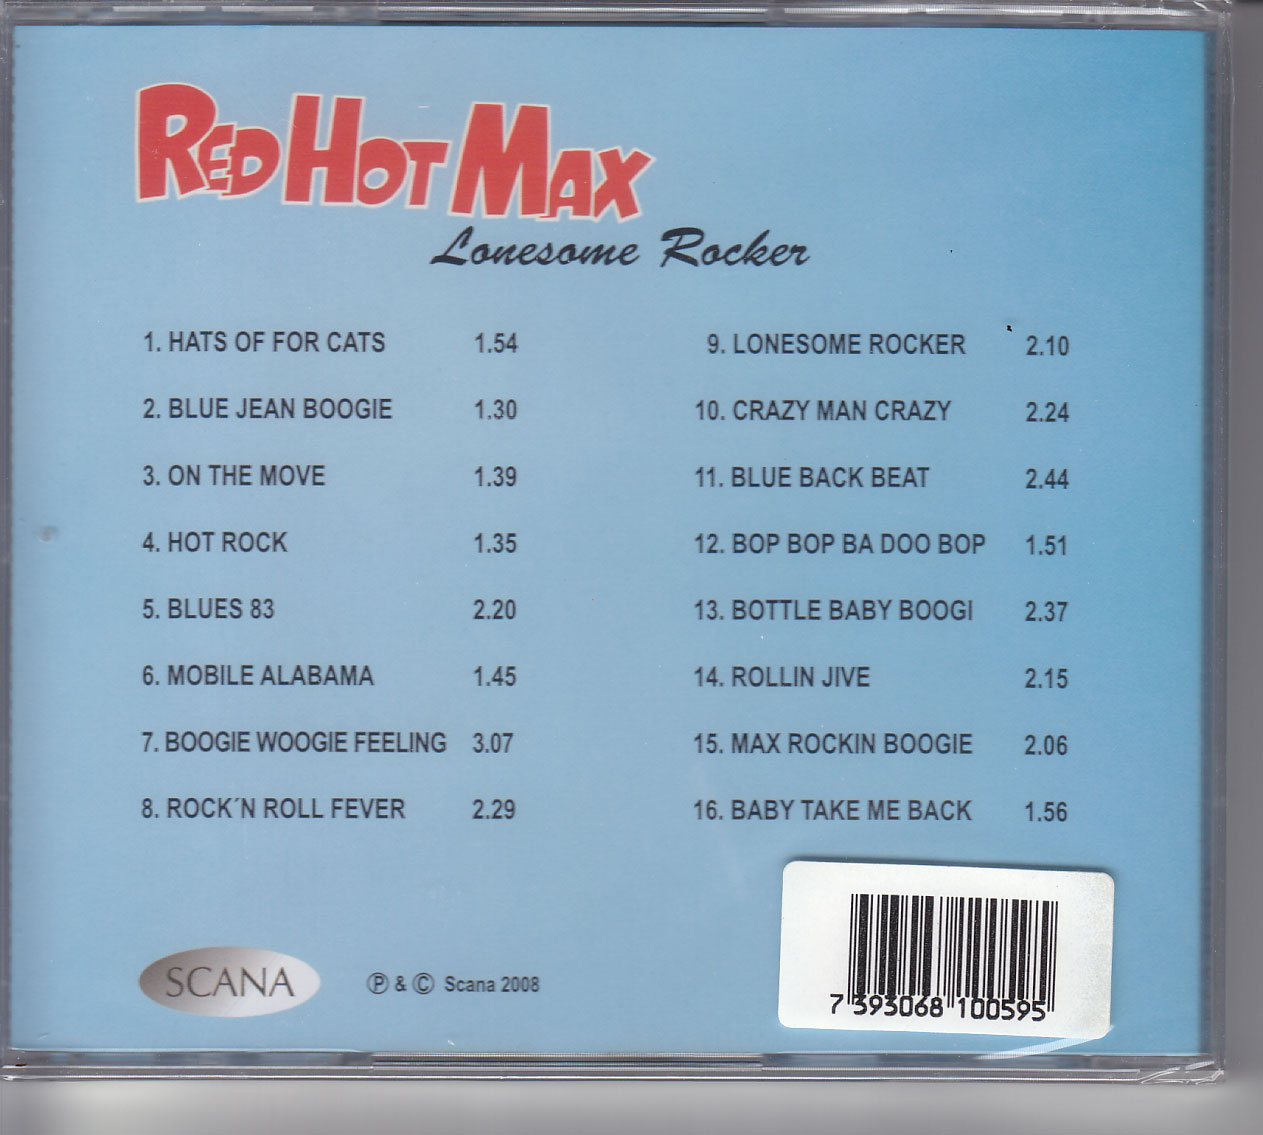 RED HOT MAX
Lonesome Rocker
1. HATS OF FOR CATS 1.54
2. BLUE JEAN BOOGIE 1.30
3. ON THE MOVE 1.39
4. HOT ROCK 1.35
5. BLUES 83 2.20
6. MOBILE ALABAMA 1.45
7. BOOGIE WOOGIE FEELING 3.07
8. ROCK´N ROLL FEVER 2.29
9. LONESOME ROCKER 2.10
10. CRAZY MAN CRAZY 2.24
11. BLUE BACK BEAT 2.44
12. BOP BOP BA DOO BOP 1.51
13. BOTTLE BABY BOOGI 2.37
14. ROLLIN JIVE 2.15
15. MAX ROCKIN BOOGIE 2.06
16. BABY TAKE ME BACK 1.56
SCANA
℗ & © Scana 2008
7 393068 100595